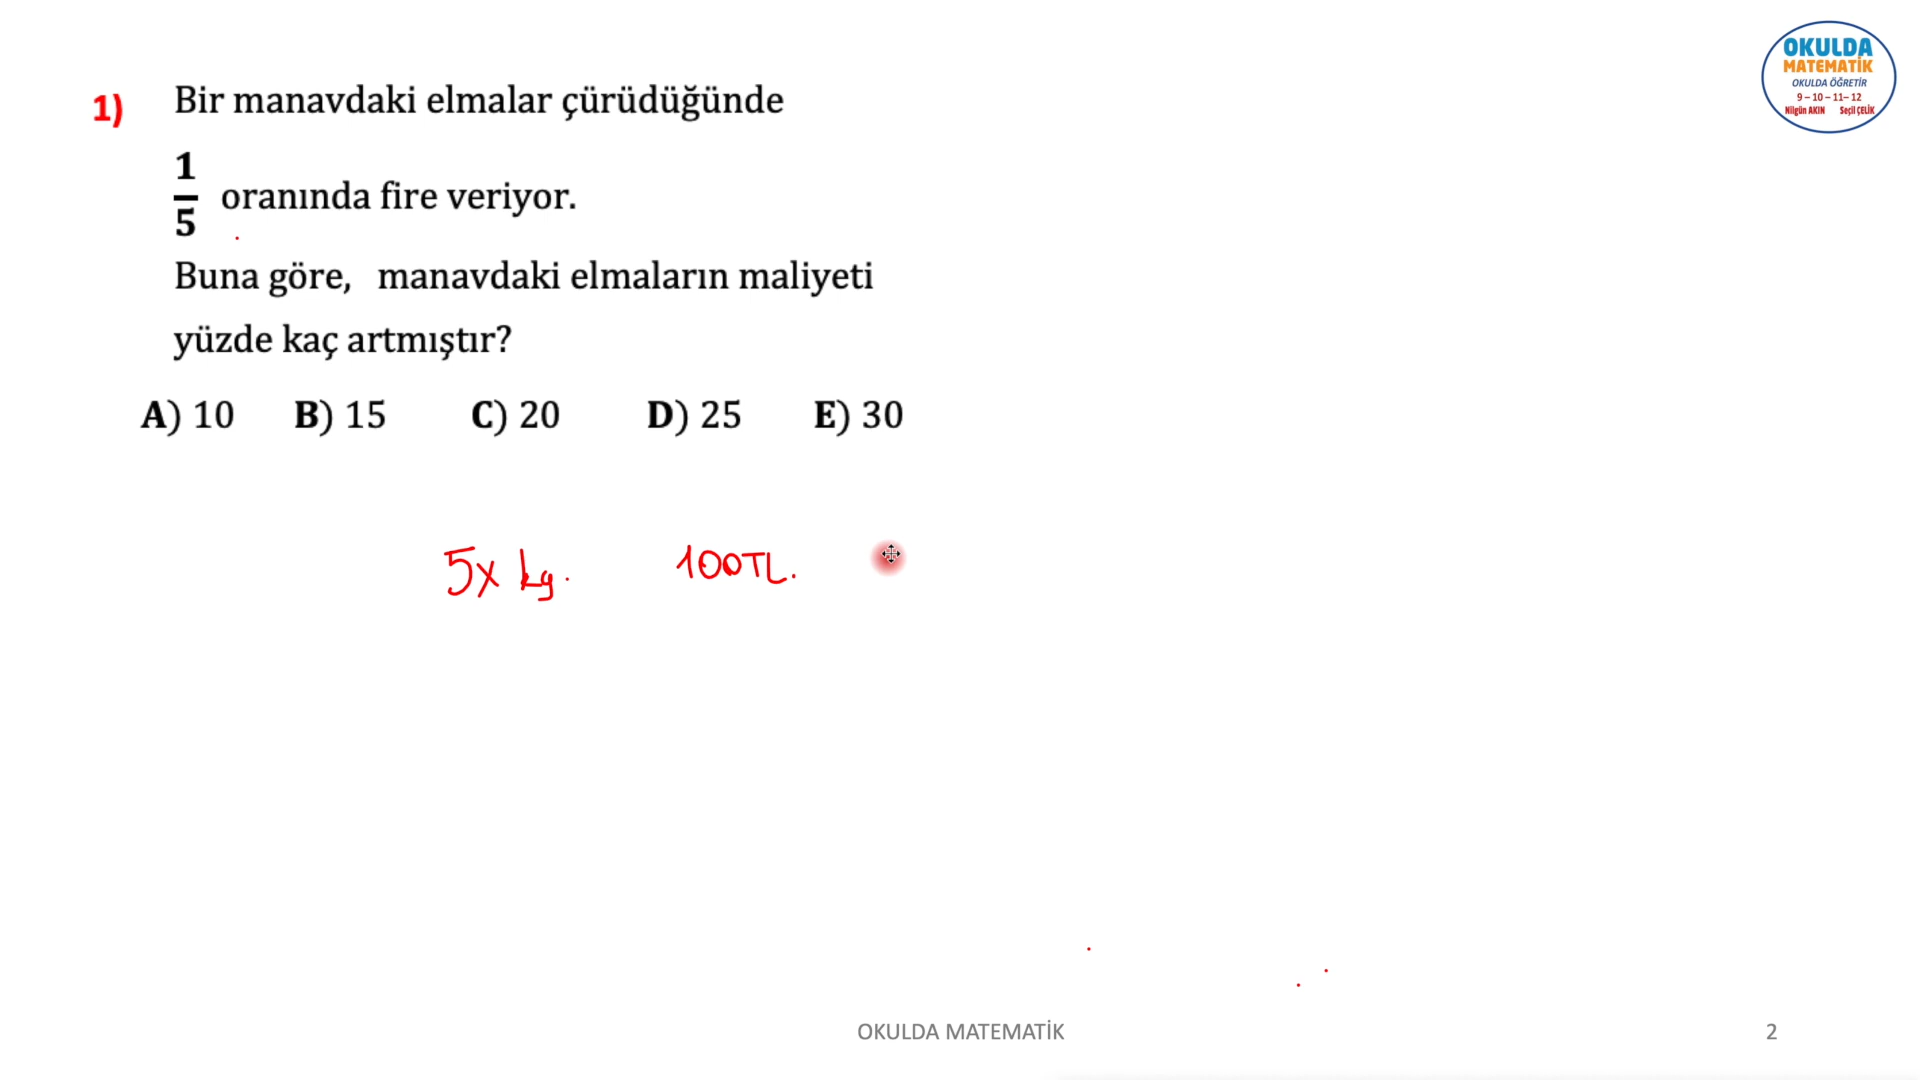 OKULDA
MATEMATİK
OKULDA ÖĞRETİR
9 – 10 – 11– 12
Nilgün AKIN Seçil ÇELİK
1) Bir manavdaki elmalar çürüdüğünde
1/5 oranında fire veriyor.
Buna göre, manavdaki elmaların maliyeti
yüzde kaç artmıştır?
A) 10 B) 15 C) 20 D) 25 E) 30
5x kg. 100TL.
OKULDA MATEMATİK 2